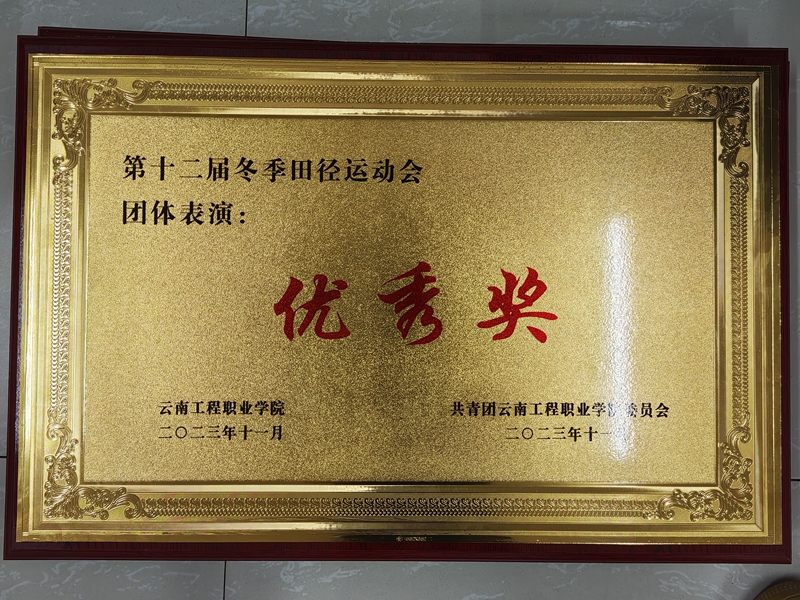 第十二届冬季田径运动会
团体表演：
优秀奖
云南工程职业学院
二〇二三年十一月
共青团云南工程职业学院委员会
二〇二三年十一